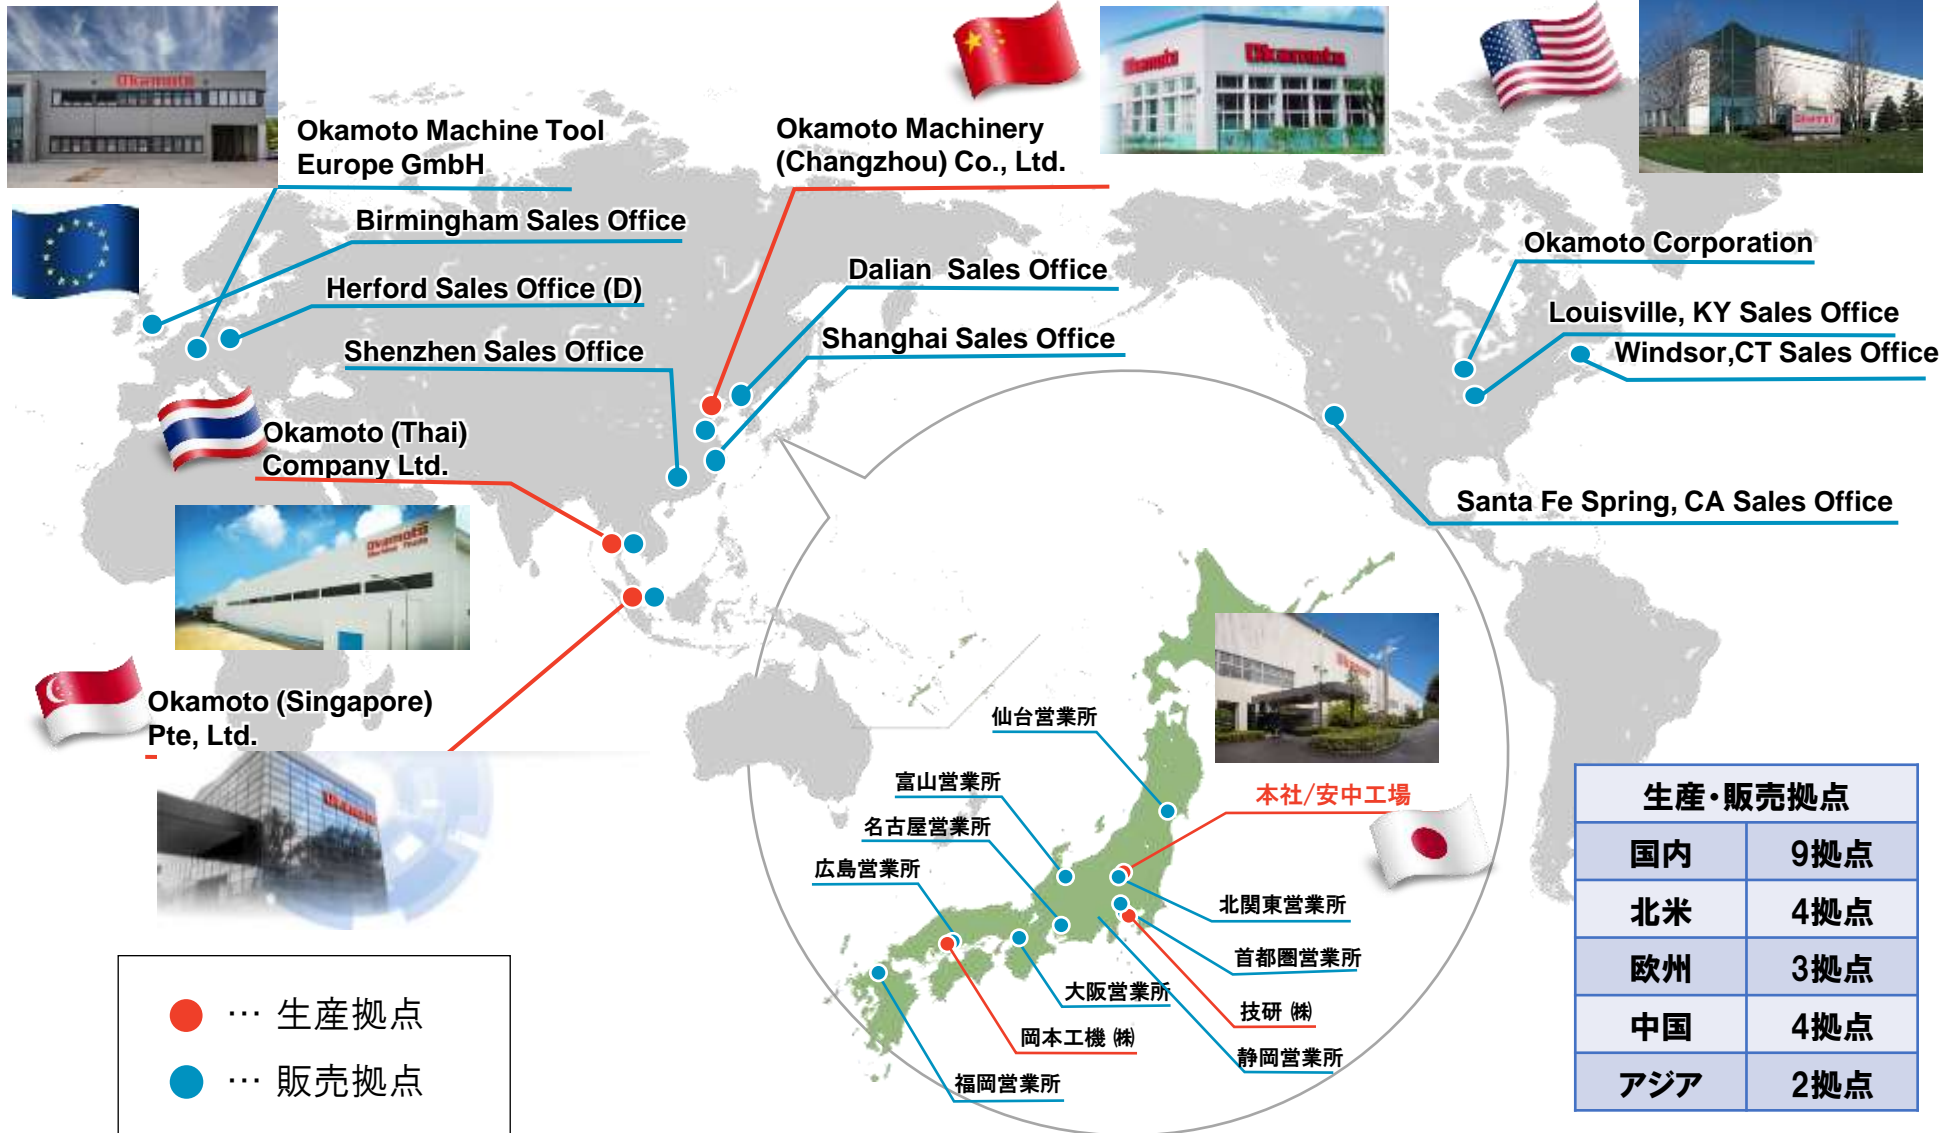 Okamoto
Okamoto
Okamoto
Okamoto Machine Tool
Europe GmbH
Okamoto Machinery
(Changzhou) Co., Ltd.
Birmingham Sales Office
Herford Sales Office (D)
Shenzhen Sales Office
Dalian Sales Office
Shanghai Sales Office
Okamoto Corporation
Louisville, KY Sales Office
Windsor,CT Sales Office
Santa Fe Spring, CA Sales Office
Okamoto (Thai)
Company Ltd.
Okamoto
Okamoto (Singapore)
Pte, Ltd.
Okamoto
Okamoto
仙台営業所
富山営業所
名古屋営業所
広島営業所
本社/安中工場
北関東営業所
首都圏営業所
大阪営業所
技研 ㈱
岡本工機 ㈱
静岡営業所
福岡営業所
… 生産拠点
… 販売拠点
生産・販売拠点
国内 9拠点
北米 4拠点
欧州 3拠点
中国 4拠点
アジア 2拠点